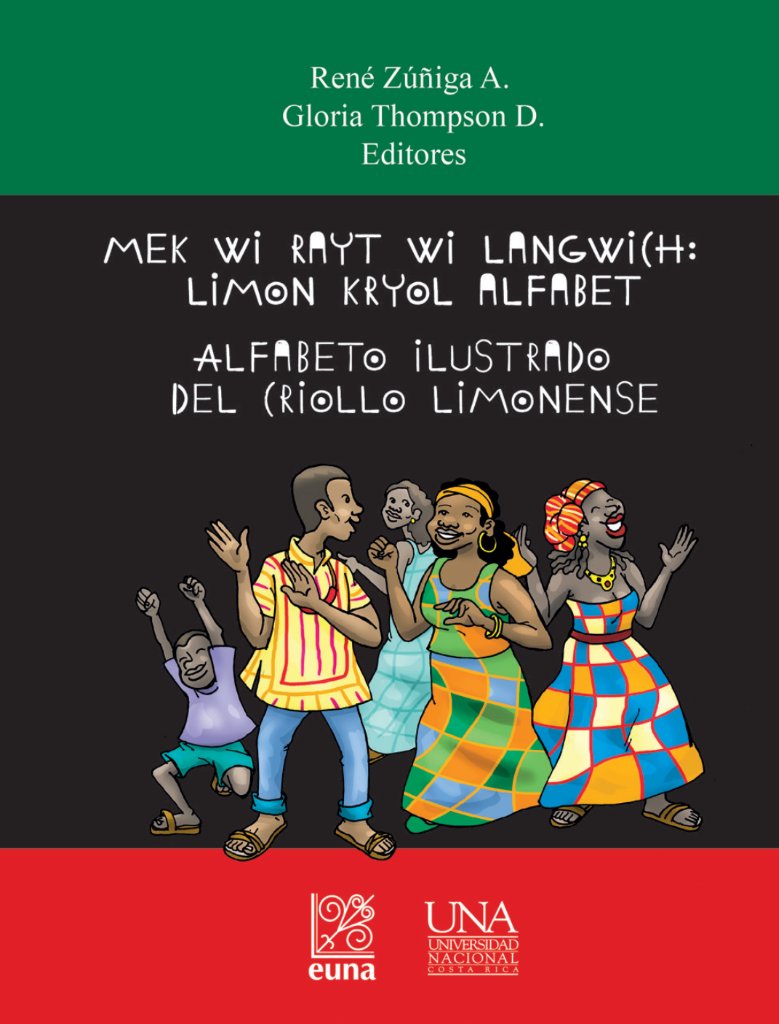 René Zúñiga A.
Gloria Thompson D.
Editores
MEK WI RAYT WI LANGWICH:
LIMON KRYOL ALFABET
ALFABETO ILUSTRADO
DEL CRIOLLO LIMONENSE
euna
UNA
UNIVERSIDAD
NACIONAL
COSTA RICA